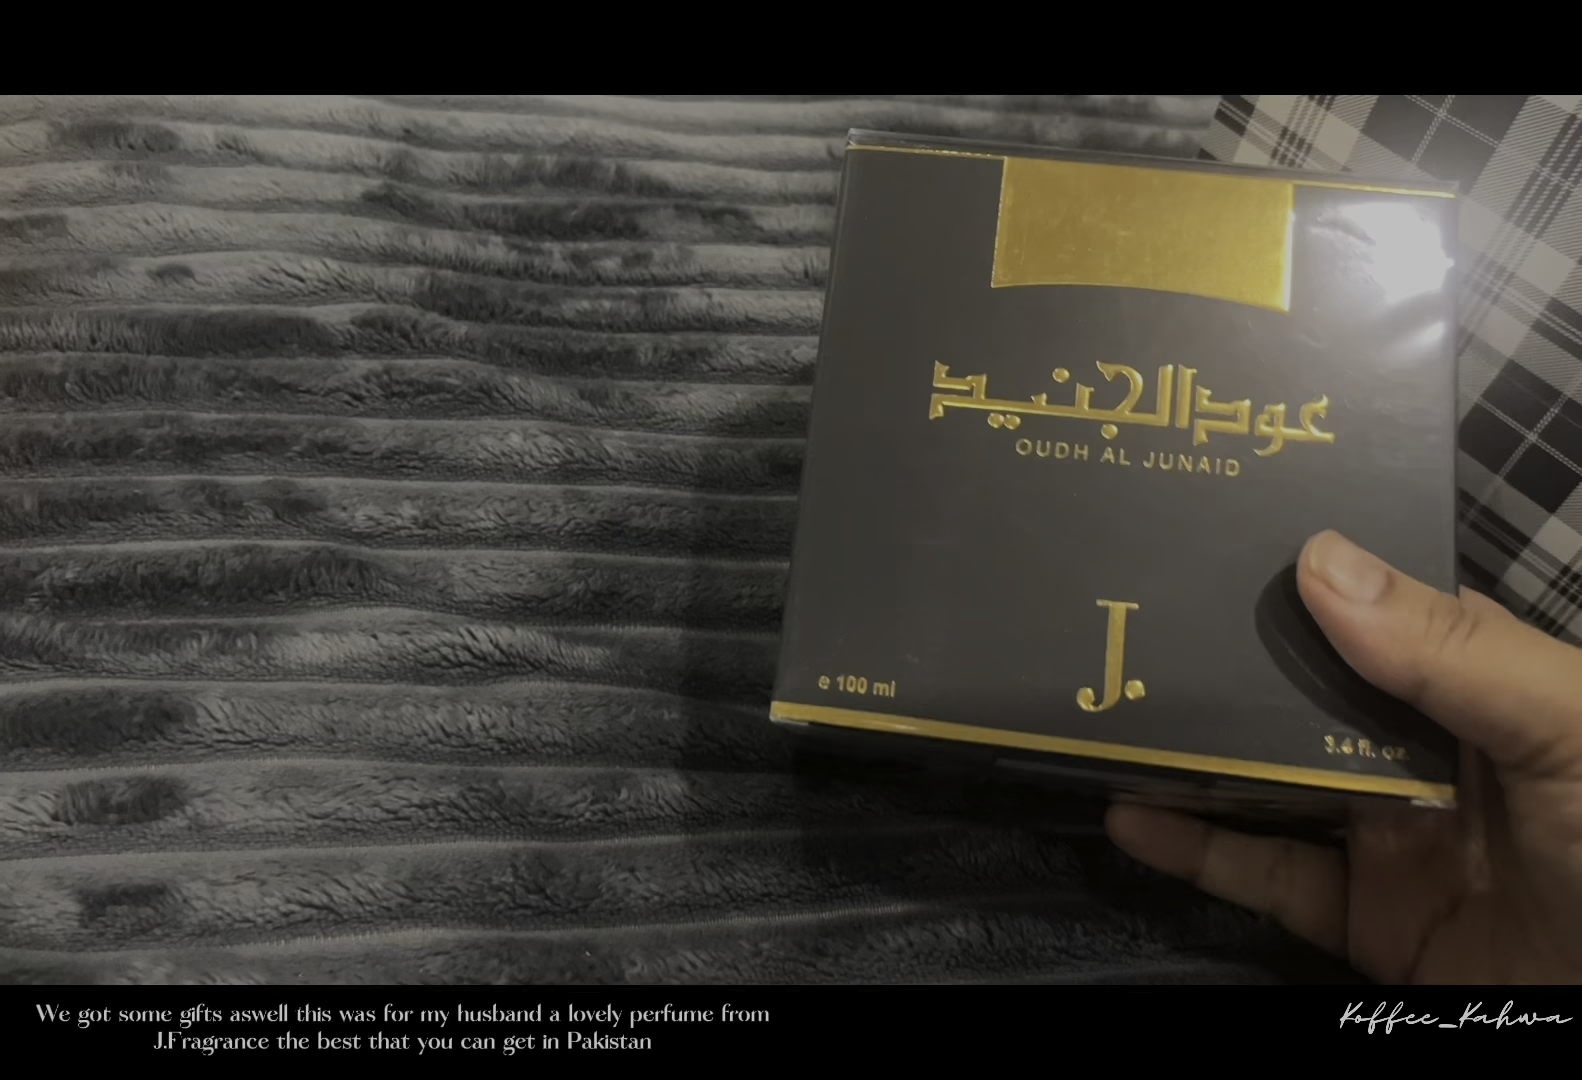 عود الجنيد
OUDH AL JUNAID
J.
e 100 ml
3.4 fl. oz.
We got some gifts aswell this was for my husband a lovely perfume from
J.Fragrance the best that you can get in Pakistan
Koffee_Kahwa